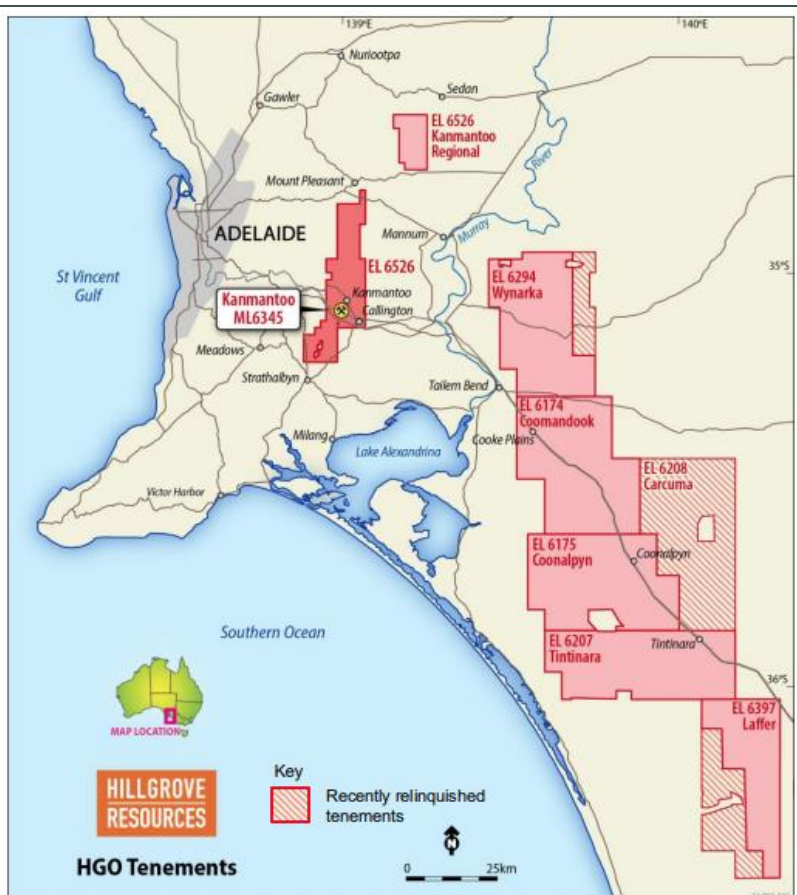 139°E
140°E
Nuriootpa
Gawler
Sedan
EL 6526
Kanmantoo
Regional
Mount Pleasant
River
Murray
Mannum
ADELAIDE
St Vincent
Gulf
EL 6526
35°S
EL 6294
Wynarka
Kanmantoo
ML6345
Kanmantoo
Callington
Meadows
Strathalbyn
Tailem Bend
EL 6174
Coomandook
Cooke Plains
Milang
Lake Alexandrina
EL 6208
Carcuma
Victor Harbor
EL 6175
Coonalpyn
Coonalpyn
Southern Ocean
EL 6207
Tintinara
Tintinara
36°S
EL 6397
Laffer
MAP LOCATION
HILLGROVE
RESOURCES
Key
Recently relinquished
tenements
HGO Tenements
N
0 25km